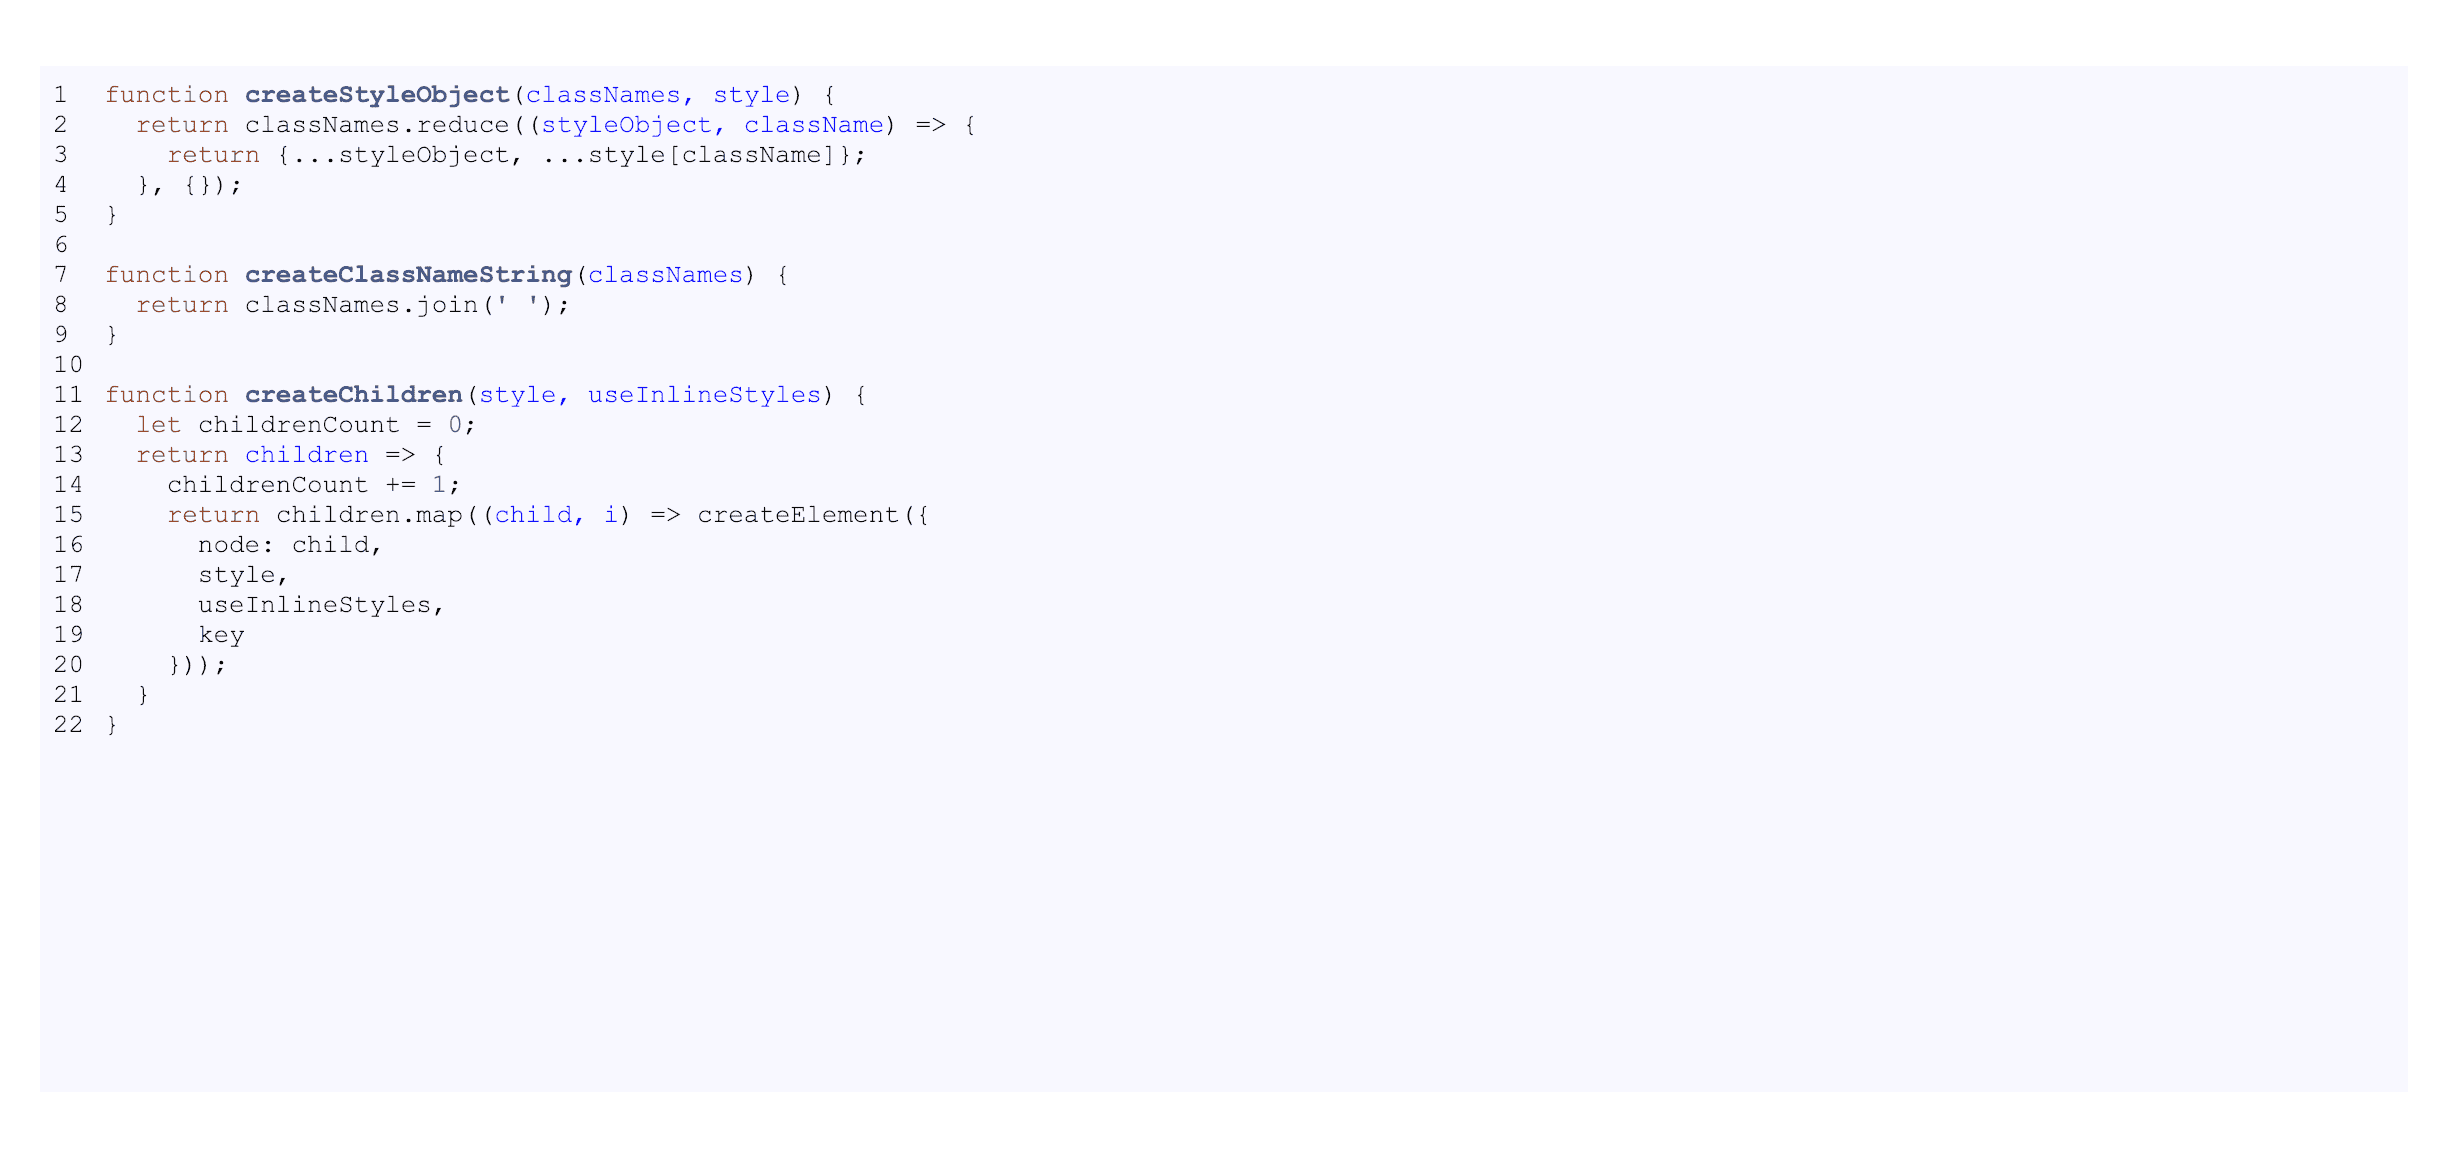 1 function createStyleObject(classNames, style) {
2   return classNames.reduce((styleObject, className) => {
3     return {...styleObject, ...style[className]};
4   }, {});
5 }
6
7 function createClassNameString(classNames) {
8   return classNames.join(' ');
9 }
10
11 function createChildren(style, useInlineStyles) {
12   let childrenCount = 0;
13   return children => {
14     childrenCount += 1;
15     return children.map((child, i) => createElement({
16       node: child,
17       style,
18       useInlineStyles,
19       key
20     }));
21   }
22 }